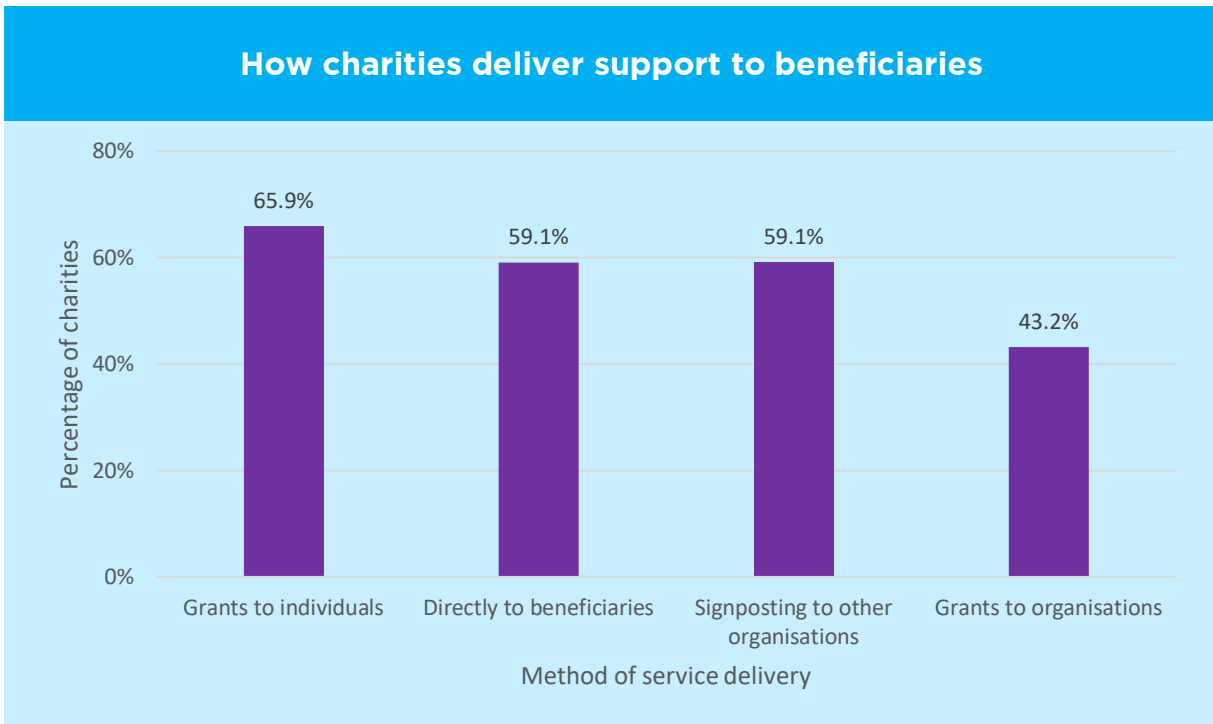 How charities deliver support to beneficiaries
80%
60%
40%
20%
0%
Percentage of charities
65.9%
59.1%
59.1%
43.2%
Grants to individuals
Directly to beneficiaries
Signposting to other
organisations
Grants to organisations
Method of service delivery